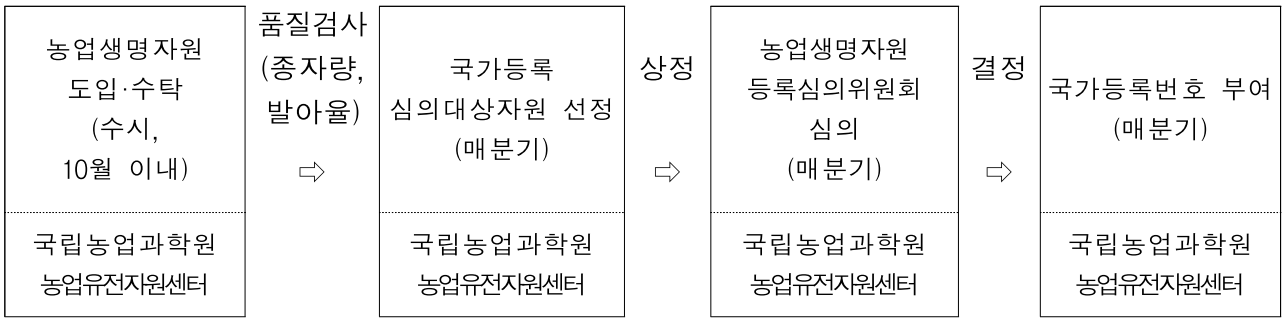 농업생명자원
도입·수탁
(수시,
10월 이내)
국립농업과학원
농업유전자원센터
품질검사
(종자량,
발아율)
⇨
국가등록
심의대상자원 선정
(매분기)
국립농업과학원
농업유전자원센터
상정
⇨
농업생명자원
등록심의위원회
심의
(매분기)
국립농업과학원
농업유전자원센터
결정
⇨
국가등록번호 부여
(매분기)
국립농업과학원
농업유전자원센터